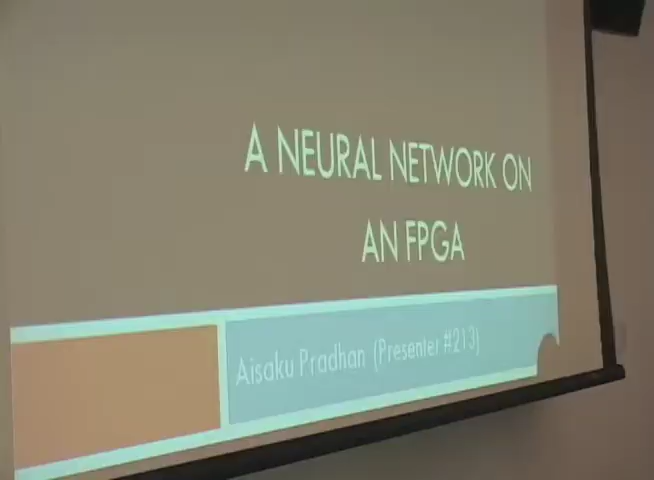 A NEURAL NETWORK ON
AN FPGA
Aisaku Pradhan (Presenter #213)